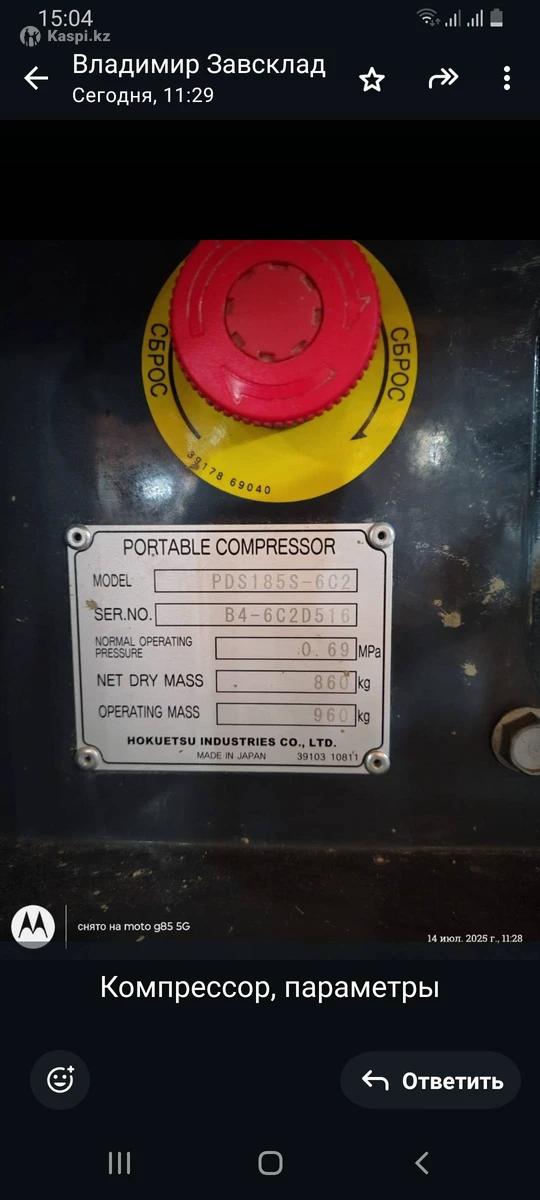 15:04
Kaspi.kz
Владимир Завсклад
Сегодня, 11:29
СБРОС
СБРОС
39178 69040
PORTABLE COMPRESSOR
MODEL PDS185S-6C2
SER.NO. B4-6C2D516
NORMAL OPERATING PRESSURE 0.69 MPa
NET DRY MASS 860 kg
OPERATING MASS 960 kg
HOKUETSU INDUSTRIES CO., LTD.
MADE IN JAPAN 39103 10811
снято на moto g85 5G
14 июл. 2025 г., 11:28
Компрессор, параметры
Ответить